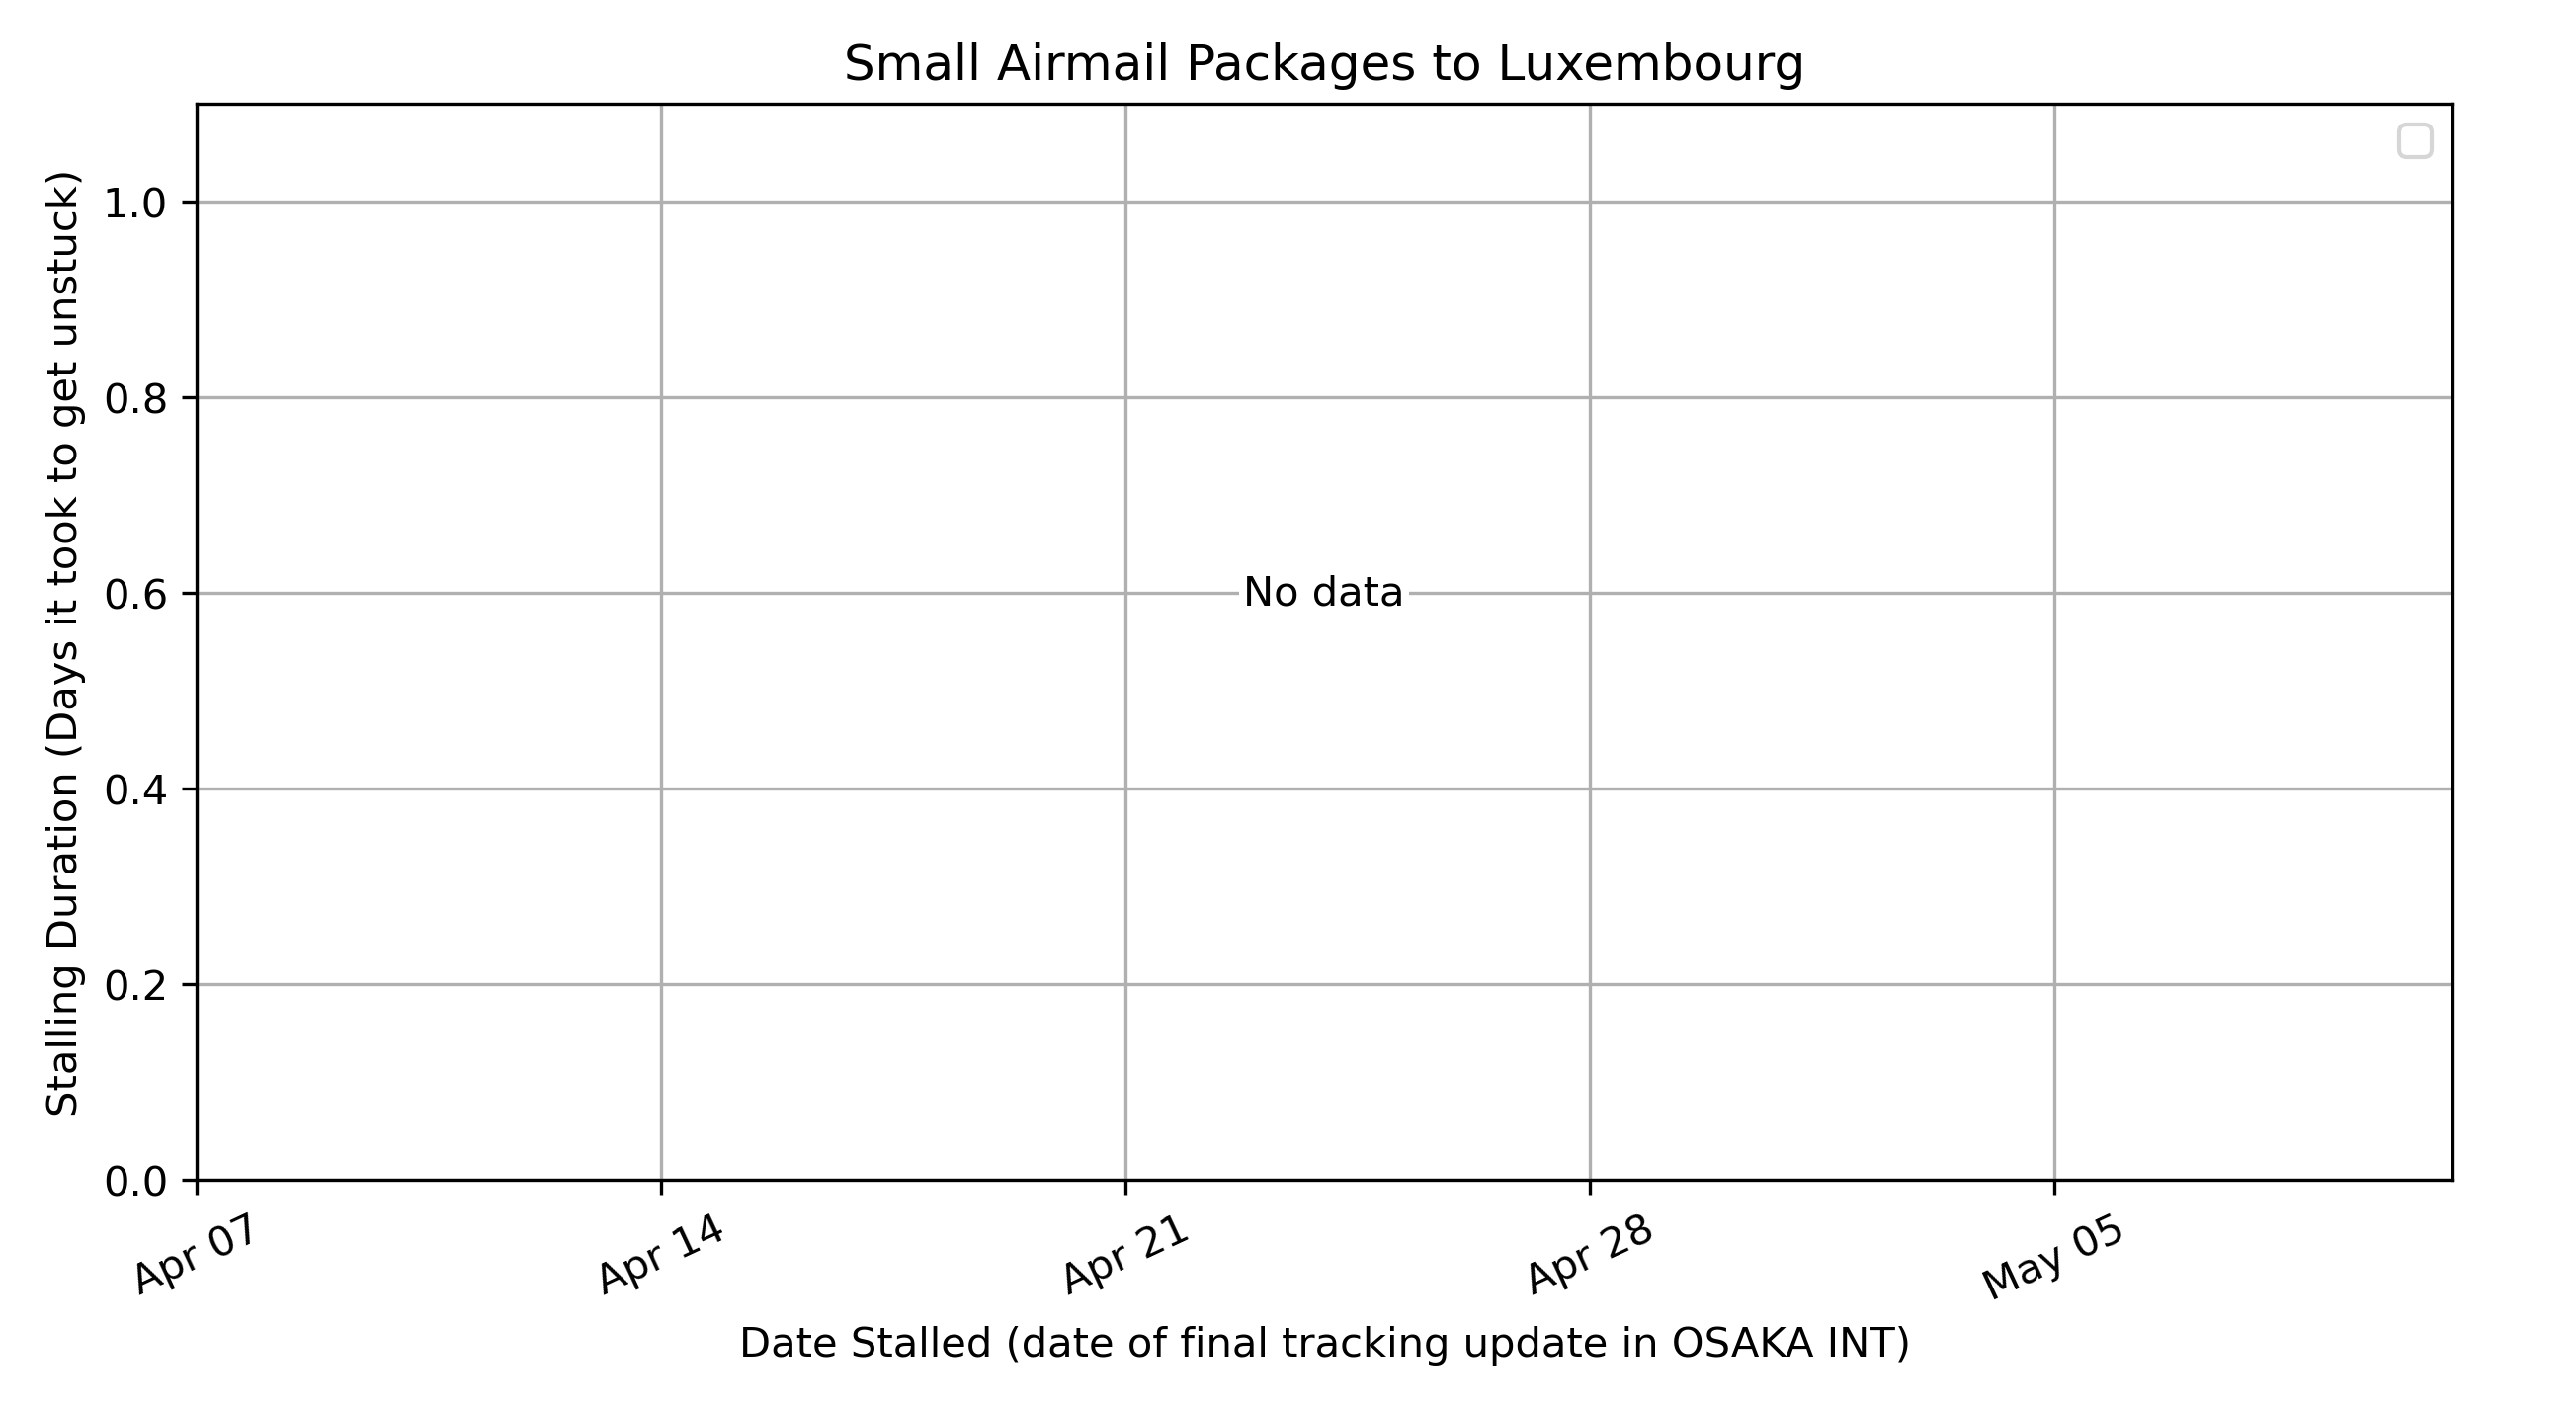 Small Airmail Packages to Luxembourg
Stalling Duration (Days it took to get unstuck)
1.0
0.8
0.6
0.4
0.2
0.0
No data
Apr 07
Apr 14
Apr 21
Apr 28
May 05
Date Stalled (date of final tracking update in OSAKA INT)